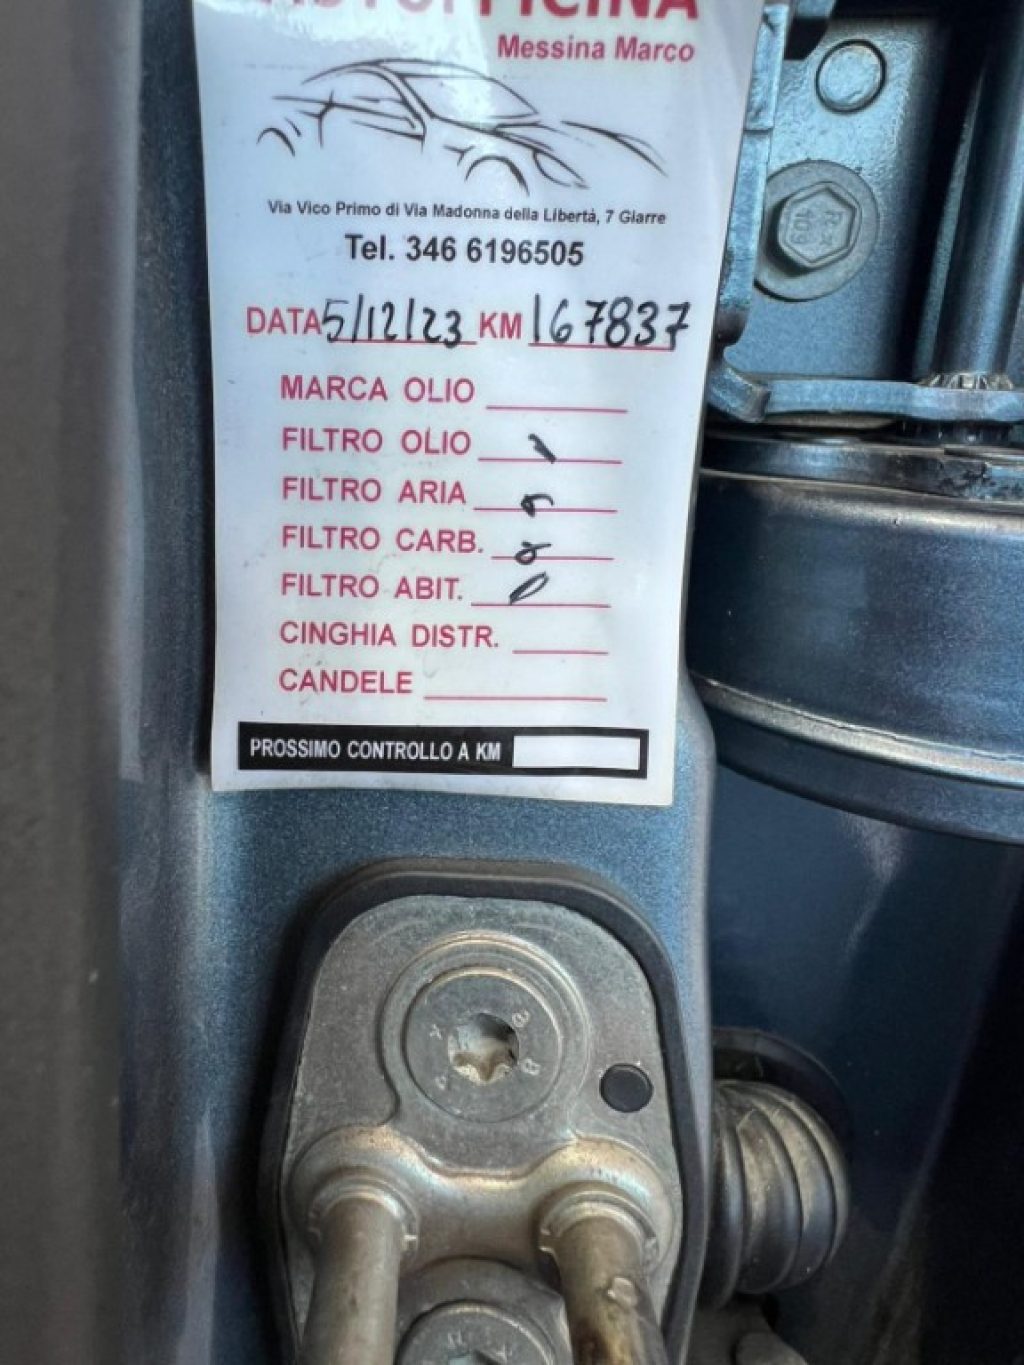 AUTOFFICINA
Messina Marco
Via Vico Primo di Via Madonna della Libertà, 7 Giarre
Tel. 346 6196505
DATA 5/12/23 KM 167837
MARCA OLIO
FILTRO OLIO
FILTRO ARIA
FILTRO CARB.
FILTRO ABIT.
CINGHIA DISTR.
CANDELE
PROSSIMO CONTROLLO A KM